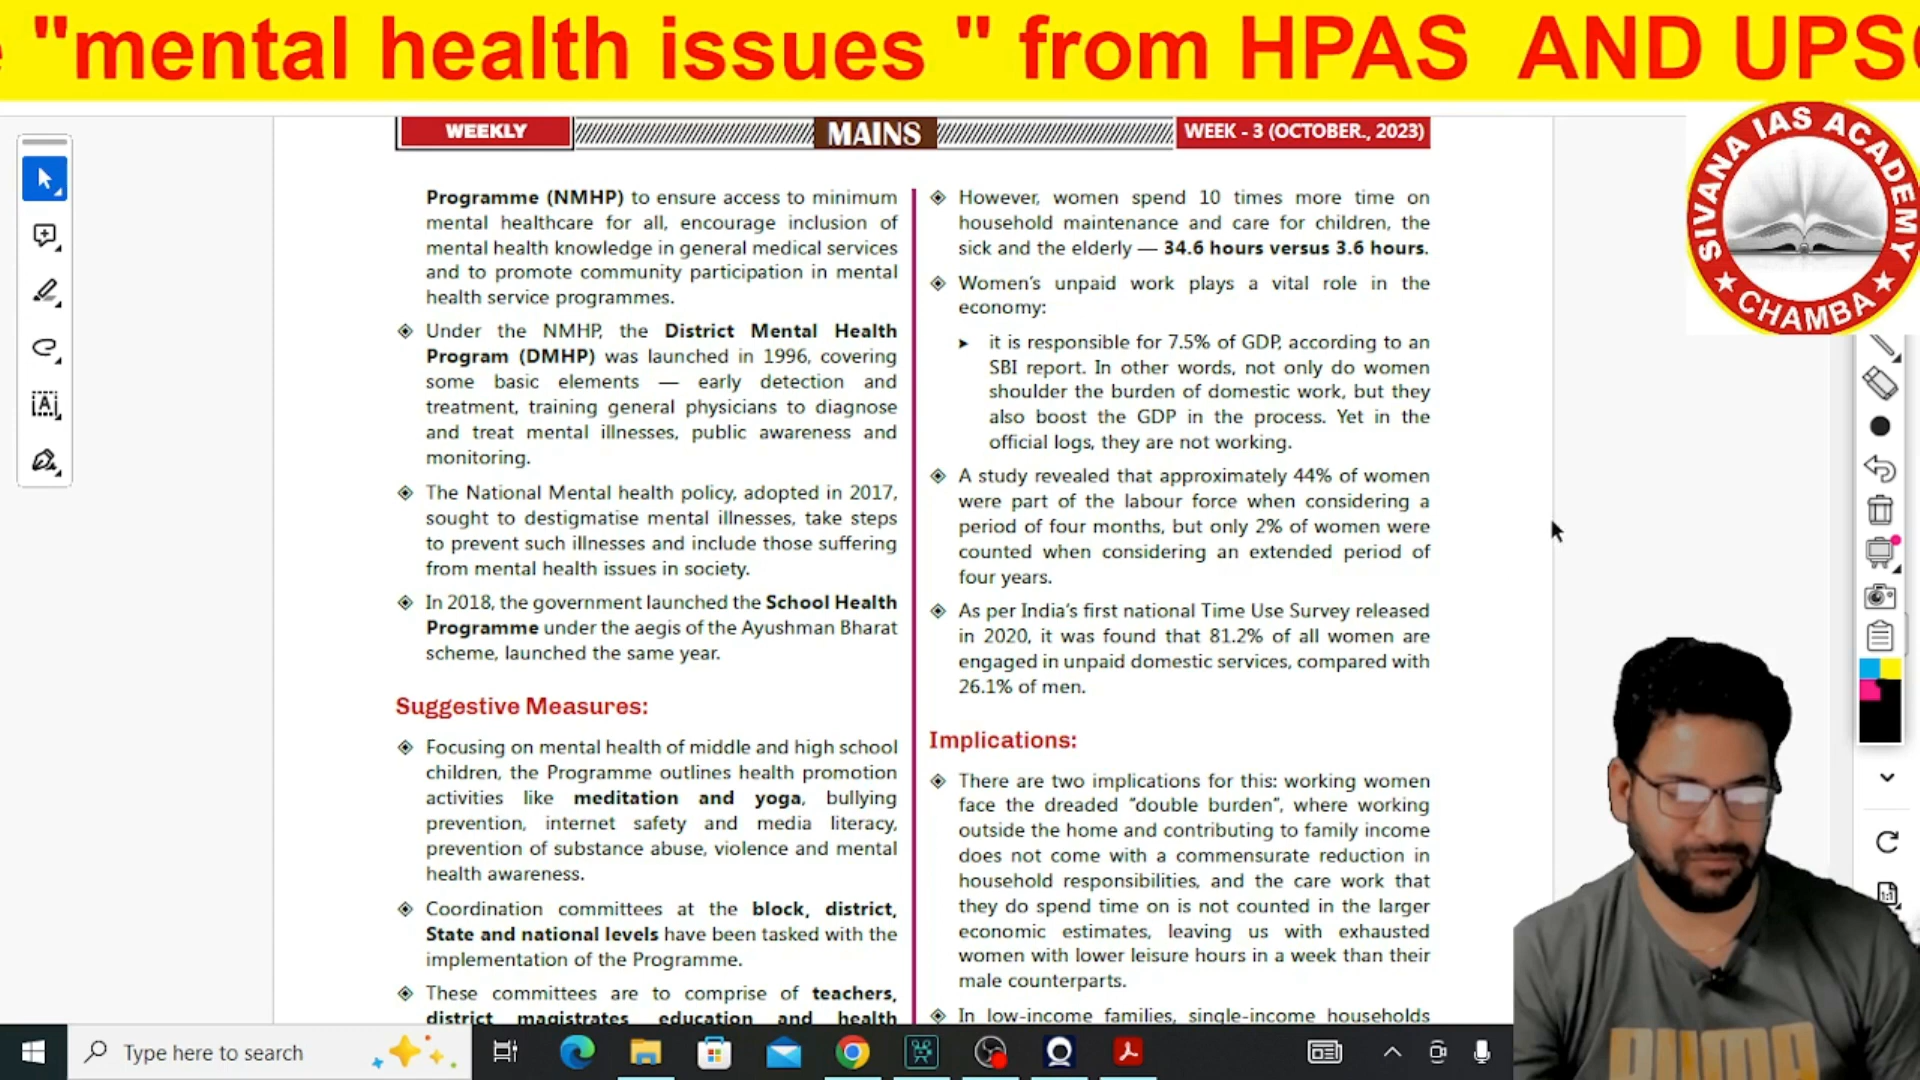 "mental health issues " from HPAS AND UPS
WEEKLY
MAINS
WEEK - 3 (OCTOBER., 2023)
Programme (NMHP) to ensure access to minimum
mental healthcare for all, encourage inclusion of
mental health knowledge in general medical services
and to promote community participation in mental
health service programmes.
Under the NMHP, the District Mental Health
Program (DMHP) was launched in 1996, covering
some basic elements — early detection and
treatment, training general physicians to diagnose
and treat mental illnesses, public awareness and
monitoring.
The National Mental health policy, adopted in 2017,
sought to destigmatise mental illnesses, take steps
to prevent such illnesses and include those suffering
from mental health issues in society.
In 2018, the government launched the School Health
Programme under the aegis of the Ayushman Bharat
scheme, launched the same year.
Suggestive Measures:
Focusing on mental health of middle and high school
children, the Programme outlines health promotion
activities like meditation and yoga, bullying
prevention, internet safety and media literacy,
prevention of substance abuse, violence and mental
health awareness.
Coordination committees at the block, district,
State and national levels have been tasked with the
implementation of the Programme.
These committees are to comprise of teachers,
district magistrates education and health
However, women spend 10 times more time on
household maintenance and care for children, the
sick and the elderly — 34.6 hours versus 3.6 hours.
Women's unpaid work plays a vital role in the
economy:
it is responsible for 7.5% of GDP, according to an
SBI report. In other words, not only do women
shoulder the burden of domestic work, but they
also boost the GDP in the process. Yet in the
official logs, they are not working.
A study revealed that approximately 44% of women
were part of the labour force when considering a
period of four months, but only 2% of women were
counted when considering an extended period of
four years.
As per India's first national Time Use Survey released
in 2020, it was found that 81.2% of all women are
engaged in unpaid domestic services, compared with
26.1% of men.
Implications:
There are two implications for this: working women
face the dreaded "double burden", where working
outside the home and contributing to family income
does not come with a commensurate reduction in
household responsibilities, and the care work that
they do spend time on is not counted in the larger
economic estimates, leaving us with exhausted
women with lower leisure hours in a week than their
male counterparts.
In low-income families, single-income households
SIVANA IAS ACADEMY
CHAMBA
Type here to search
PUMA